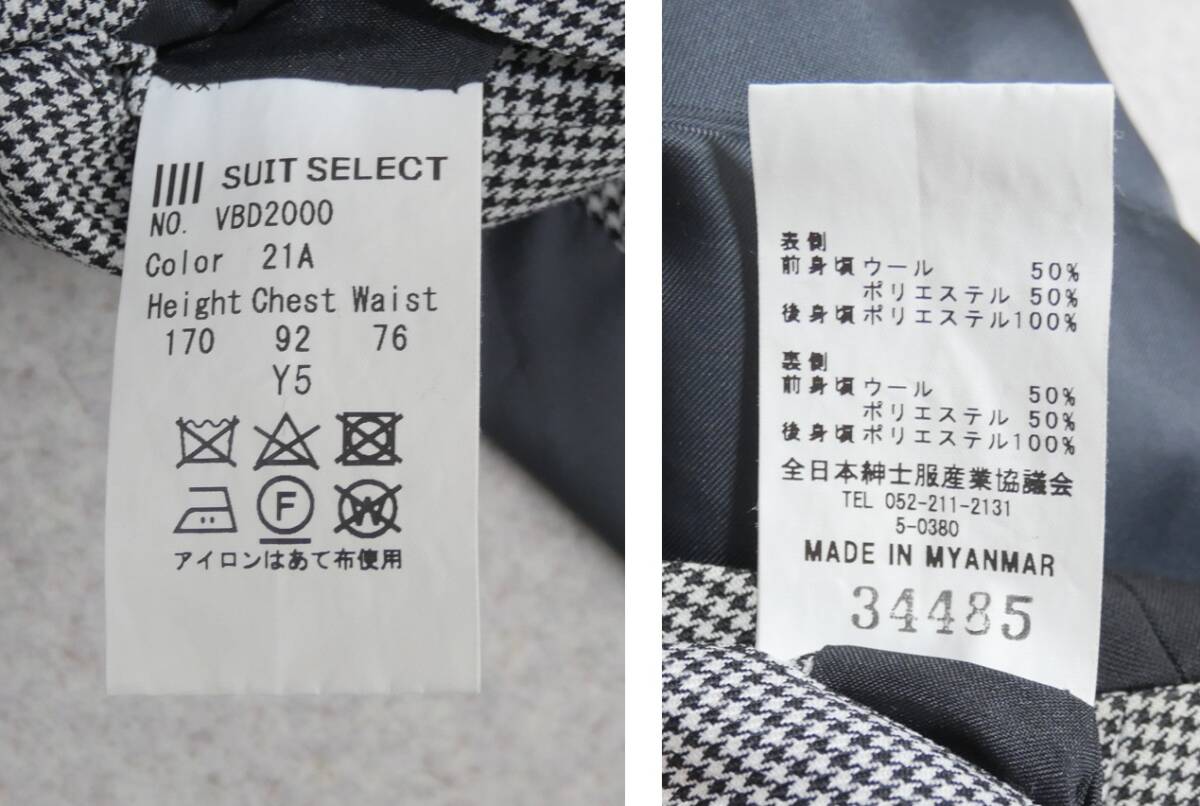 SUIT SELECT
NO. VBD2000
Color 21A
Height Chest Waist
170 92 76
Y5
F
W
アイロンはあて布使用
表側
前身頃 ウール 50%
ポリエステル 50%
後身頃 ポリエステル100%
裏側
前身頃 ウール 50%
ポリエステル 50%
後身頃 ポリエステル100%
全日本紳士服産業協議会
TEL 052-211-2131
5-0380
MADE IN MYANMAR
34485